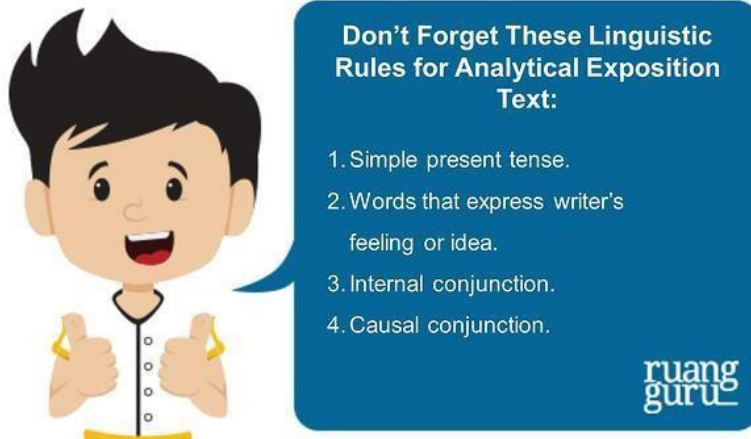 Don't Forget These Linguistic
Rules for Analytical Exposition
Text:
1. Simple present tense.
2. Words that express writer's
feeling or idea.
3. Internal conjunction.
4. Causal conjunction.
ruang
guru_